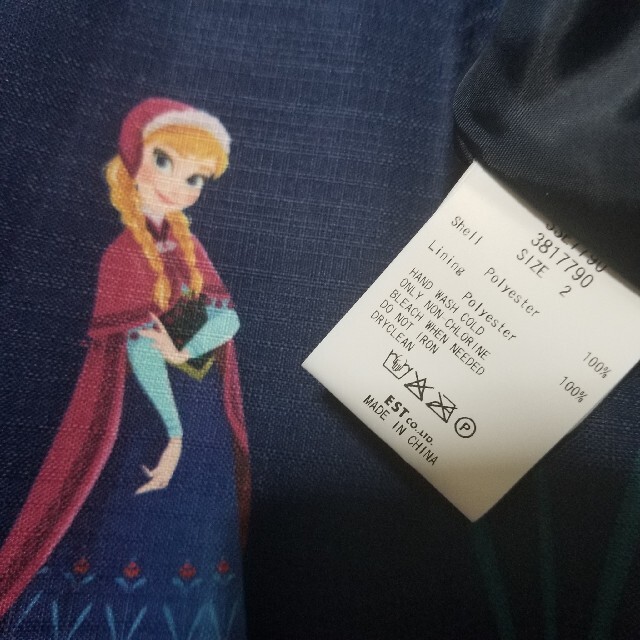 3817790
SIZE 2
Shell Polyester 100%
Lining Polyester 100%
HAND WASH COLD
ONLY NON CHLORINE
BLEACH WHEN NEEDED
DO NOT IRON
DRYCLEAN
P
EST CO.,LTD.
MADE IN CHINA